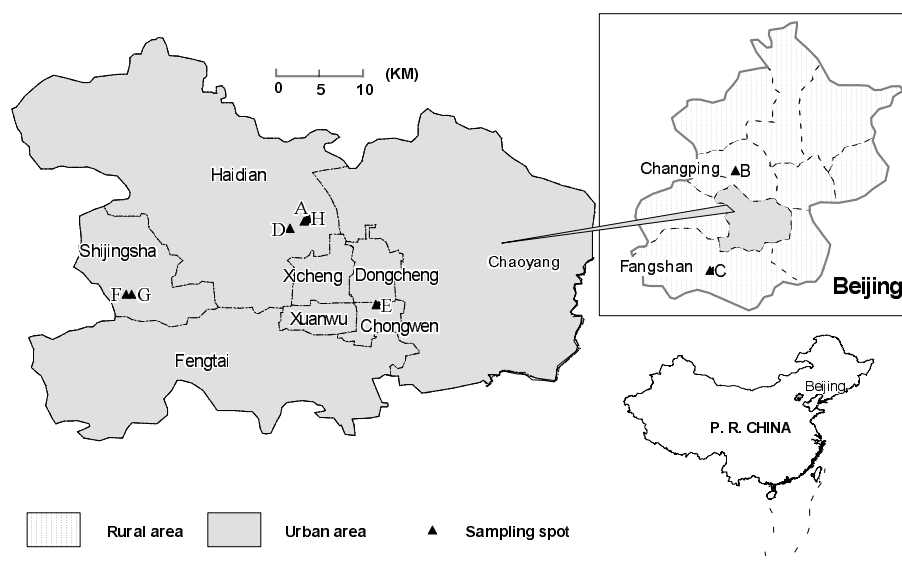 (KM)
0 5 10
Haidian
A
H
D
Shijingsha
F G
Xicheng
Dongcheng
Chaoyang
E
Xuanwu
Chongwen
Fengtai
Changping
B
Fangshan
C
Beijing
Beijing
P. R. CHINA
Rural area
Urban area
Sampling spot